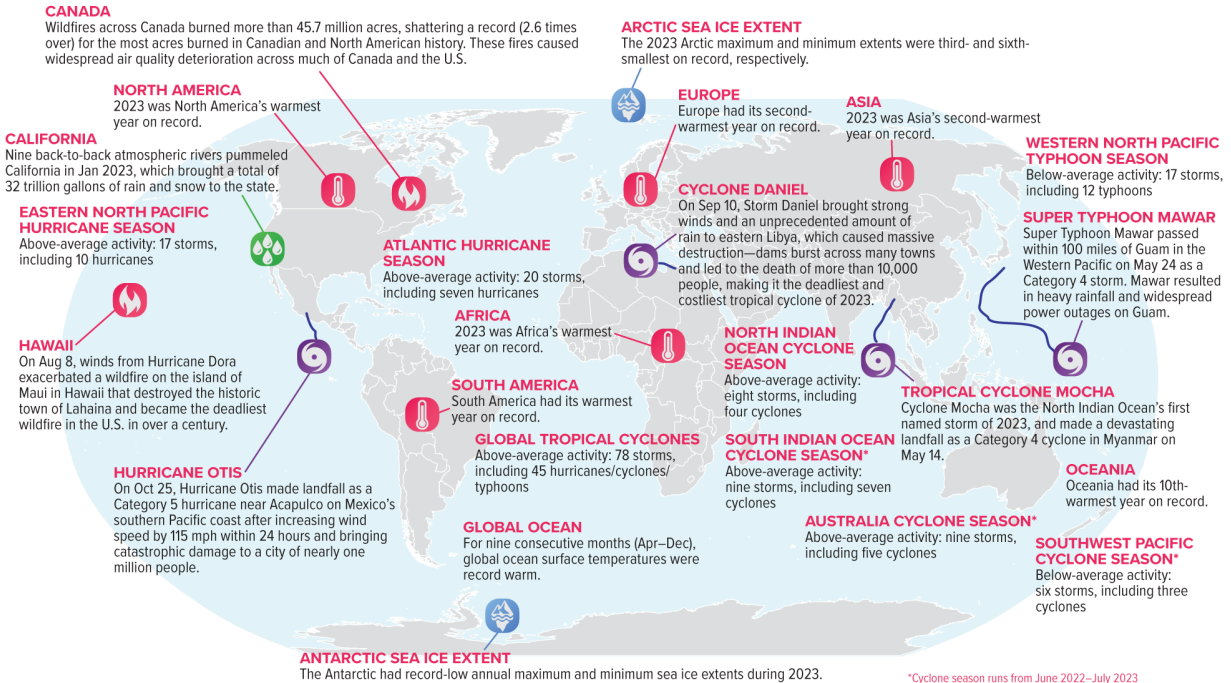 CANADA
Wildfires across Canada burned more than 45.7 million acres, shattering a record (2.6 times
over) for the most acres burned in Canadian and North American history. These fires caused
widespread air quality deterioration across much of Canada and the U.S.
ARCTIC SEA ICE EXTENT
The 2023 Arctic maximum and minimum extents were third- and sixth-
smallest on record, respectively.
NORTH AMERICA
2023 was North America's warmest
year on record.
EUROPE
Europe had its second-
warmest year on record.
ASIA
2023 was Asia's second-warmest
year on record.
CALIFORNIA
Nine back-to-back atmospheric rivers pummeled
California in Jan 2023, which brought a total of
32 trillion gallons of rain and snow to the state.
WESTERN NORTH PACIFIC
TYPHOON SEASON
Below-average activity: 17 storms,
including 12 typhoons
EASTERN NORTH PACIFIC
HURRICANE SEASON
Above-average activity: 17 storms,
including 10 hurricanes
ATLANTIC HURRICANE
SEASON
Above-average activity: 20 storms,
including seven hurricanes
CYCLONE DANIEL
On Sep 10, Storm Daniel brought strong
winds and an unprecedented amount of
rain to eastern Libya, which caused massive
destruction—dams burst across many towns
and led to the death of more than 10,000
people, making it the deadliest and
costliest tropical cyclone of 2023.
SUPER TYPHOON MAWAR
Super Typhoon Mawar passed
within 100 miles of Guam in the
Western Pacific on May 24 as a
Category 4 storm. Mawar resulted
in heavy rainfall and widespread
power outages on Guam.
HAWAII
On Aug 8, winds from Hurricane Dora
exacerbated a wildfire on the island of
Maui in Hawaii that destroyed the historic
town of Lahaina and became the deadliest
wildfire in the U.S. in over a century.
AFRICA
2023 was Africa's warmest
year on record.
NORTH INDIAN
OCEAN CYCLONE
SEASON
Above-average activity:
eight storms, including
four cyclones
SOUTH AMERICA
South America had its warmest
year on record.
TROPICAL CYCLONE MOCHA
Cyclone Mocha was the North Indian Ocean's first
named storm of 2023, and made a devastating
landfall as a Category 4 cyclone in Myanmar on
May 14.
GLOBAL TROPICAL CYCLONES
Above-average activity: 78 storms,
including 45 hurricanes/cyclones/
typhoons
SOUTH INDIAN OCEAN
CYCLONE SEASON*
Above-average activity:
nine storms, including seven
cyclones
HURRICANE OTIS
On Oct 25, Hurricane Otis made landfall as a
Category 5 hurricane near Acapulco on Mexico's
southern Pacific coast after increasing wind
speed by 115 mph within 24 hours and bringing
catastrophic damage to a city of nearly one
million people.
OCEANIA
Oceania had its 10th-
warmest year on record.
GLOBAL OCEAN
For nine consecutive months (Apr–Dec),
global ocean surface temperatures were
record warm.
AUSTRALIA CYCLONE SEASON*
Above-average activity: nine storms,
including five cyclones
SOUTHWEST PACIFIC
CYCLONE SEASON*
Below-average activity:
six storms, including three
cyclones
ANTARCTIC SEA ICE EXTENT
The Antarctic had record-low annual maximum and minimum sea ice extents during 2023.
*Cyclone season runs from June 2022–July 2023